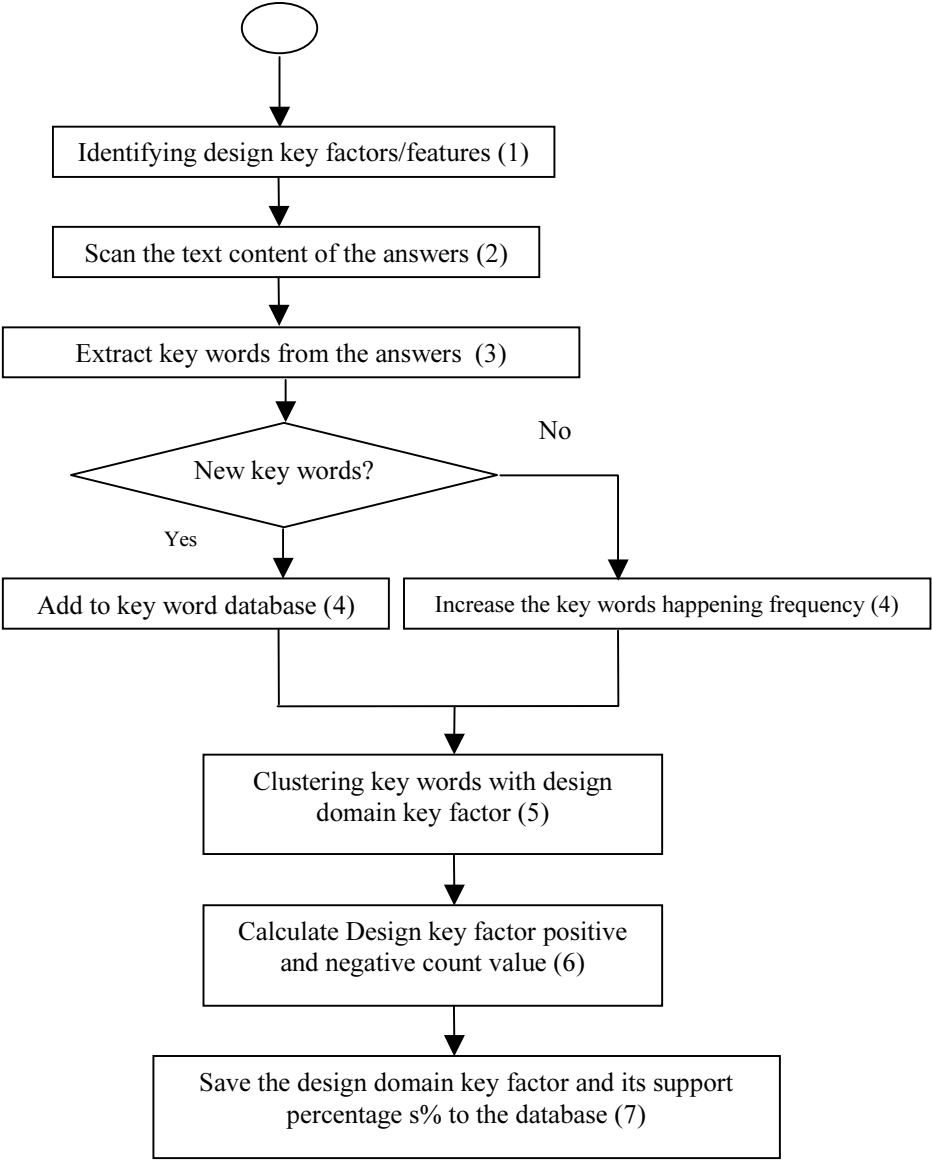 Identifying design key factors/features (1)
Scan the text content of the answers (2)
Extract key words from the answers (3)
No
New key words?
Yes
Add to key word database (4)
Increase the key words happening frequency (4)
Clustering key words with design
domain key factor (5)
Calculate Design key factor positive
and negative count value (6)
Save the design domain key factor and its support
percentage s% to the database (7)